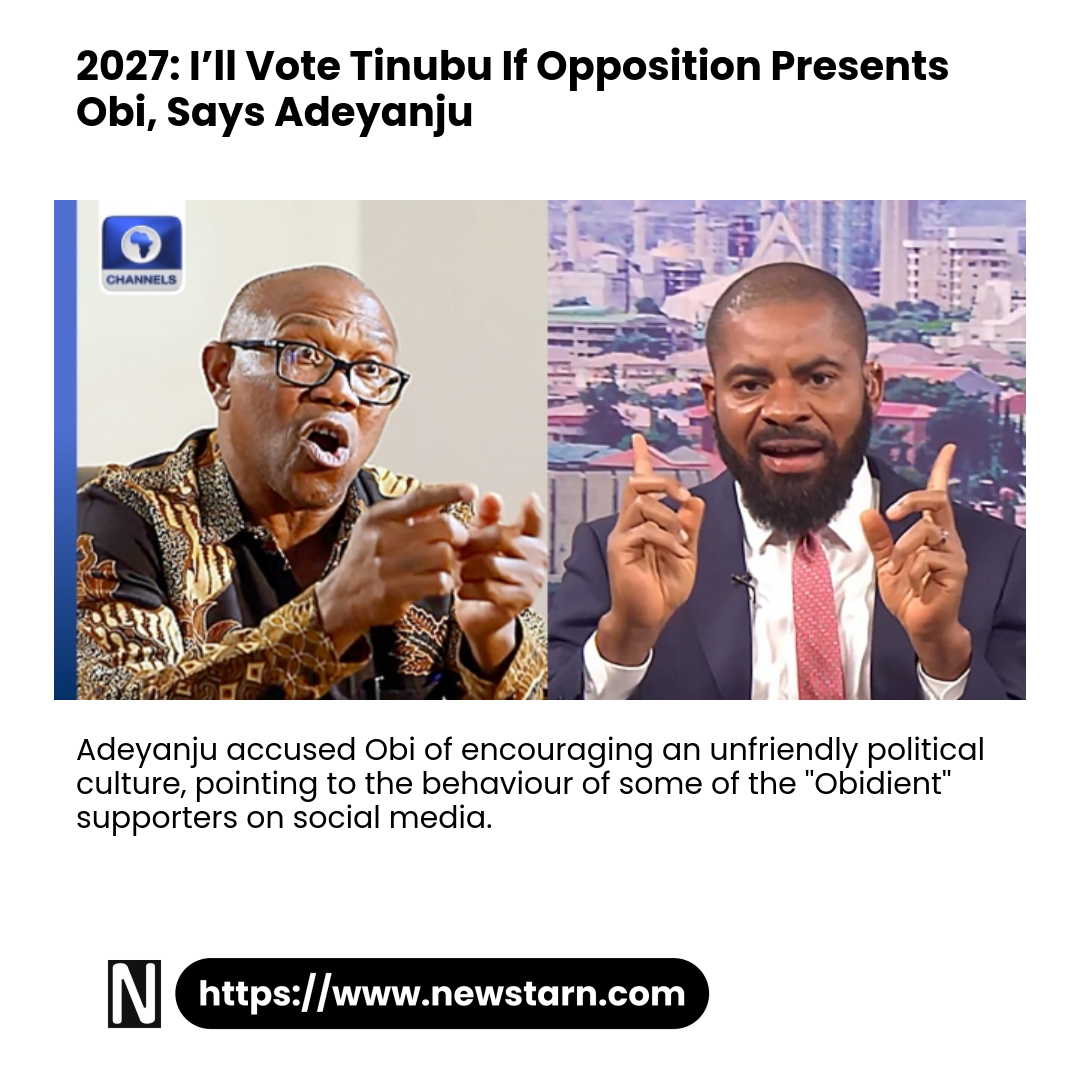 2027: I’ll Vote Tinubu If Opposition Presents
Obi, Says Adeyanju
CHANNELS
Adeyanju accused Obi of encouraging an unfriendly political
culture, pointing to the behaviour of some of the "Obidient"
supporters on social media.
N
https://www.newstarn.com